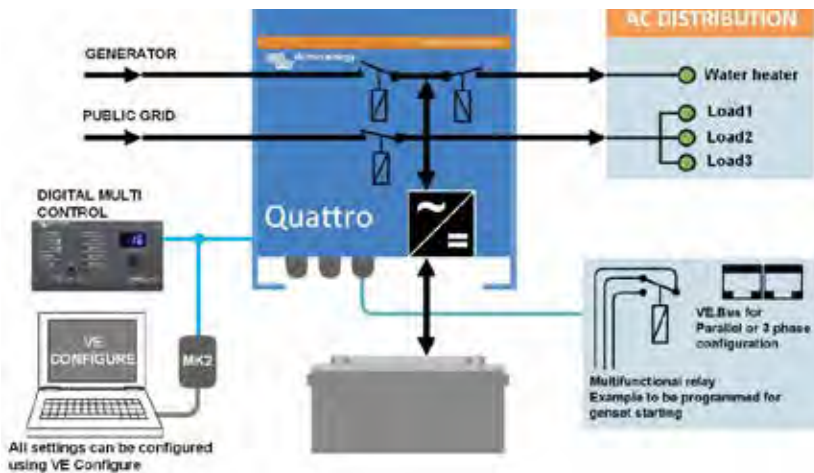 AC DISTRIBUTION
GENERATOR
victron energy
Water heater
PUBLIC GRID
Load1
Load2
Load3
DIGITAL MULTI
CONTROL
Quattro
VE.Bus for
Parallel or 3 phase
configuration
VE
CONFIGURE
MK2
Multifunctional relay
Example to be programmed for
genset starting
All settings can be configured
using VE Configure